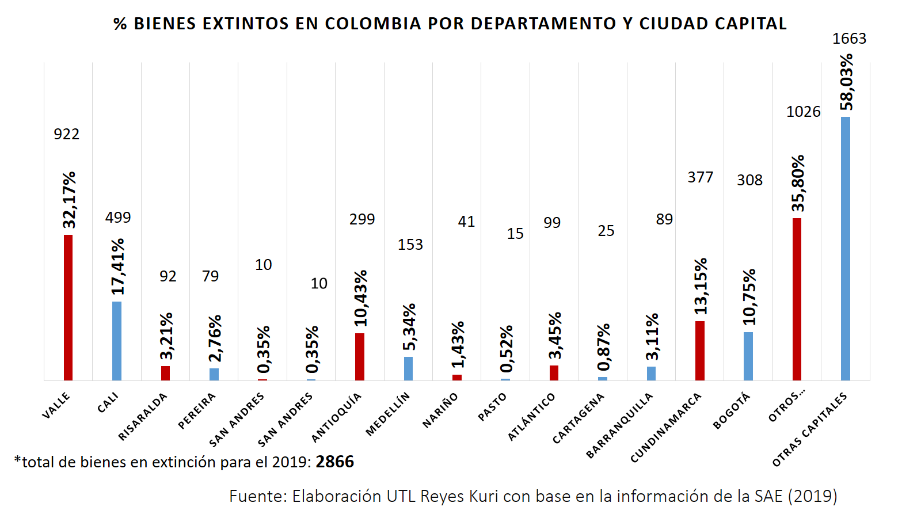 % BIENES EXTINTOS EN COLOMBIA POR DEPARTAMENTO Y CIUDAD CAPITAL
922
499
92
79
10
10
299
153
41
15
99
25
89
377
308
1026
1663
32,17%
17,41%
3,21%
2,76%
0,35%
0,35%
10,43%
5,34%
1,43%
0,52%
3,45%
0,87%
3,11%
13,15%
10,75%
35,80%
58,03%
VALLE
CALI
RISARALDA
PEREIRA
SAN ANDRES
SAN ANDRES
ANTIOQUÍA
MEDELLÍN
NARIÑO
PASTO
ATLÁNTICO
CARTAGENA
BARRANQUILLA
CUNDINAMARCA
BOGOTÁ
OTROS...
OTRAS CAPITALES
*total de bienes en extinción para el 2019: 2866
Fuente: Elaboración UTL Reyes Kuri con base en la información de la SAE (2019)